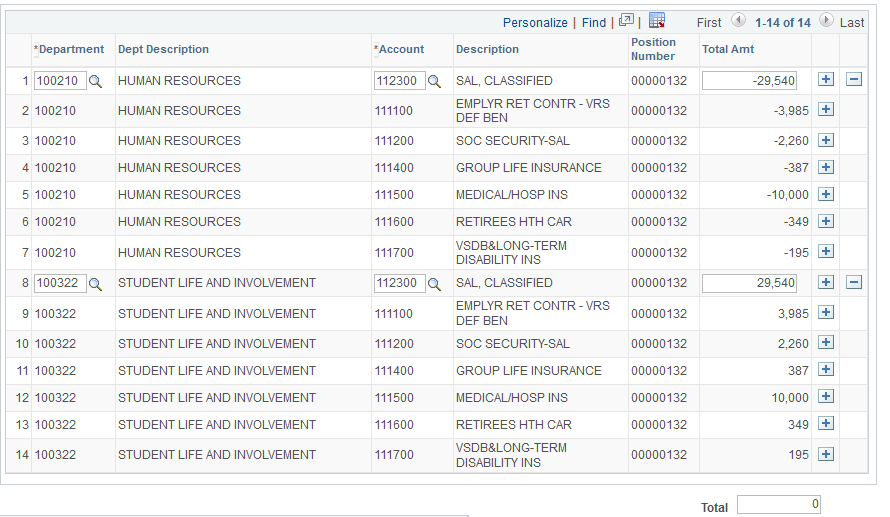 Personalize | Find | | First 1-14 of 14 Last
*Department Dept Description *Account Description Position Number Total Amt
1 100210 HUMAN RESOURCES 112300 SAL, CLASSIFIED 00000132 -29,540
2 100210 HUMAN RESOURCES 111100 EMPLYR RET CONTR - VRS DEF BEN 00000132 -3,985
3 100210 HUMAN RESOURCES 111200 SOC SECURITY-SAL 00000132 -2,260
4 100210 HUMAN RESOURCES 111400 GROUP LIFE INSURANCE 00000132 -387
5 100210 HUMAN RESOURCES 111500 MEDICAL/HOSP INS 00000132 -10,000
6 100210 HUMAN RESOURCES 111600 RETIREES HTH CAR 00000132 -349
7 100210 HUMAN RESOURCES 111700 VSDB&LONG-TERM DISABILITY INS 00000132 -195
8 100322 STUDENT LIFE AND INVOLVEMENT 112300 SAL, CLASSIFIED 00000132 29,540
9 100322 STUDENT LIFE AND INVOLVEMENT 111100 EMPLYR RET CONTR - VRS DEF BEN 00000132 3,985
10 100322 STUDENT LIFE AND INVOLVEMENT 111200 SOC SECURITY-SAL 00000132 2,260
11 100322 STUDENT LIFE AND INVOLVEMENT 111400 GROUP LIFE INSURANCE 00000132 387
12 100322 STUDENT LIFE AND INVOLVEMENT 111500 MEDICAL/HOSP INS 00000132 10,000
13 100322 STUDENT LIFE AND INVOLVEMENT 111600 RETIREES HTH CAR 00000132 349
14 100322 STUDENT LIFE AND INVOLVEMENT 111700 VSDB&LONG-TERM DISABILITY INS 00000132 195
Total 0